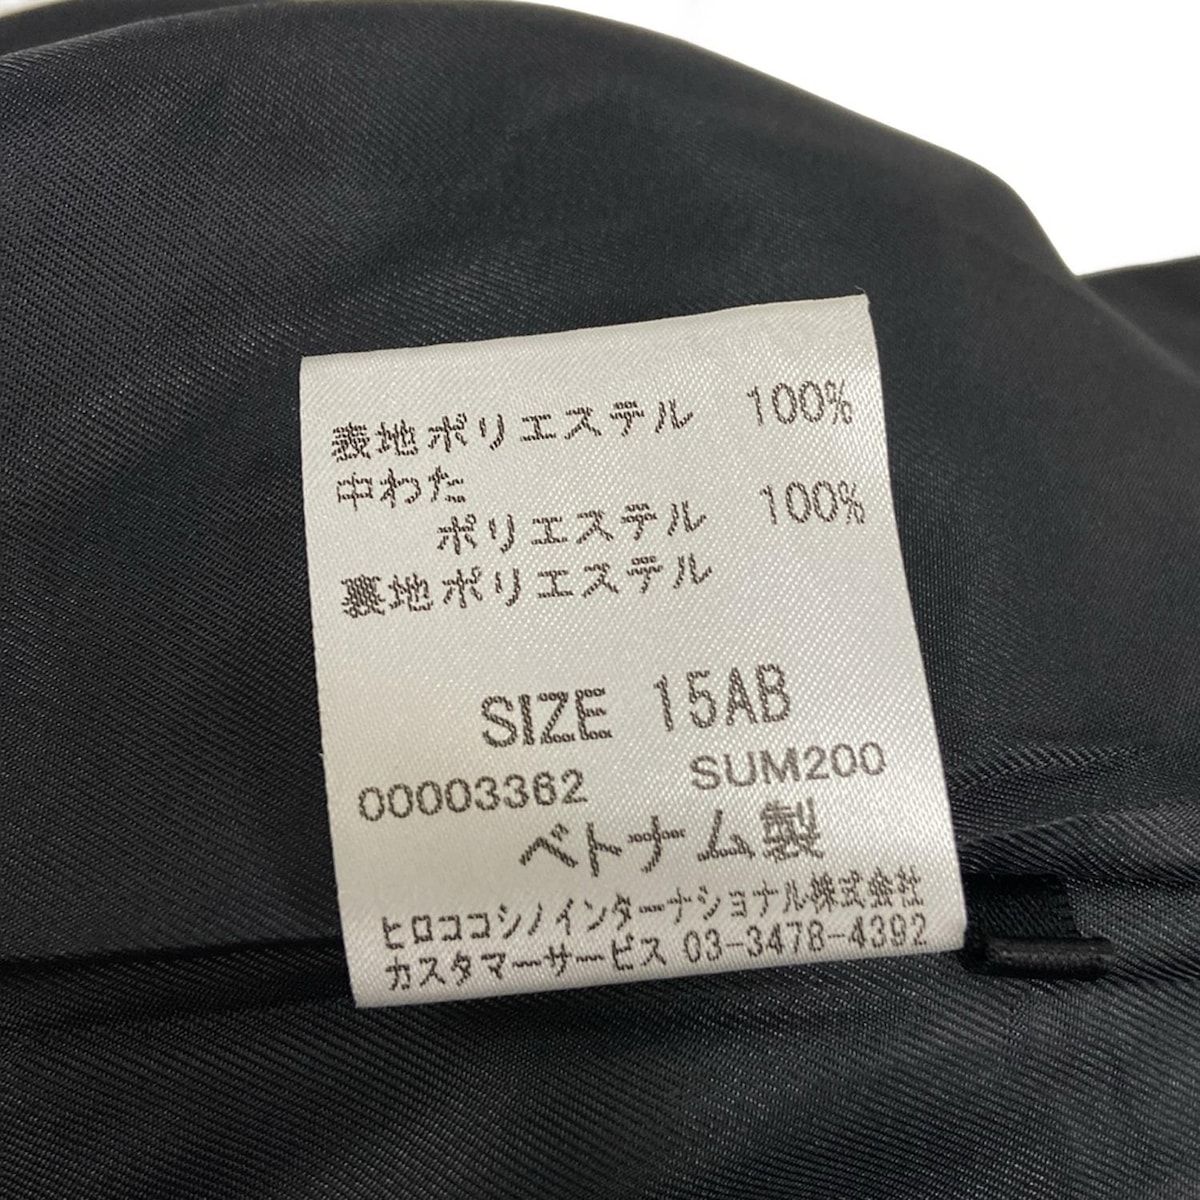 表地ポリエステル 100%
中わた
ポリエステル 100%
裏地ポリエステル
SIZE 15AB
00003362 SUM200
ベトナム製
ヒロココシノインターナショナル株式会社
カスタマーサービス 03-3478-4392